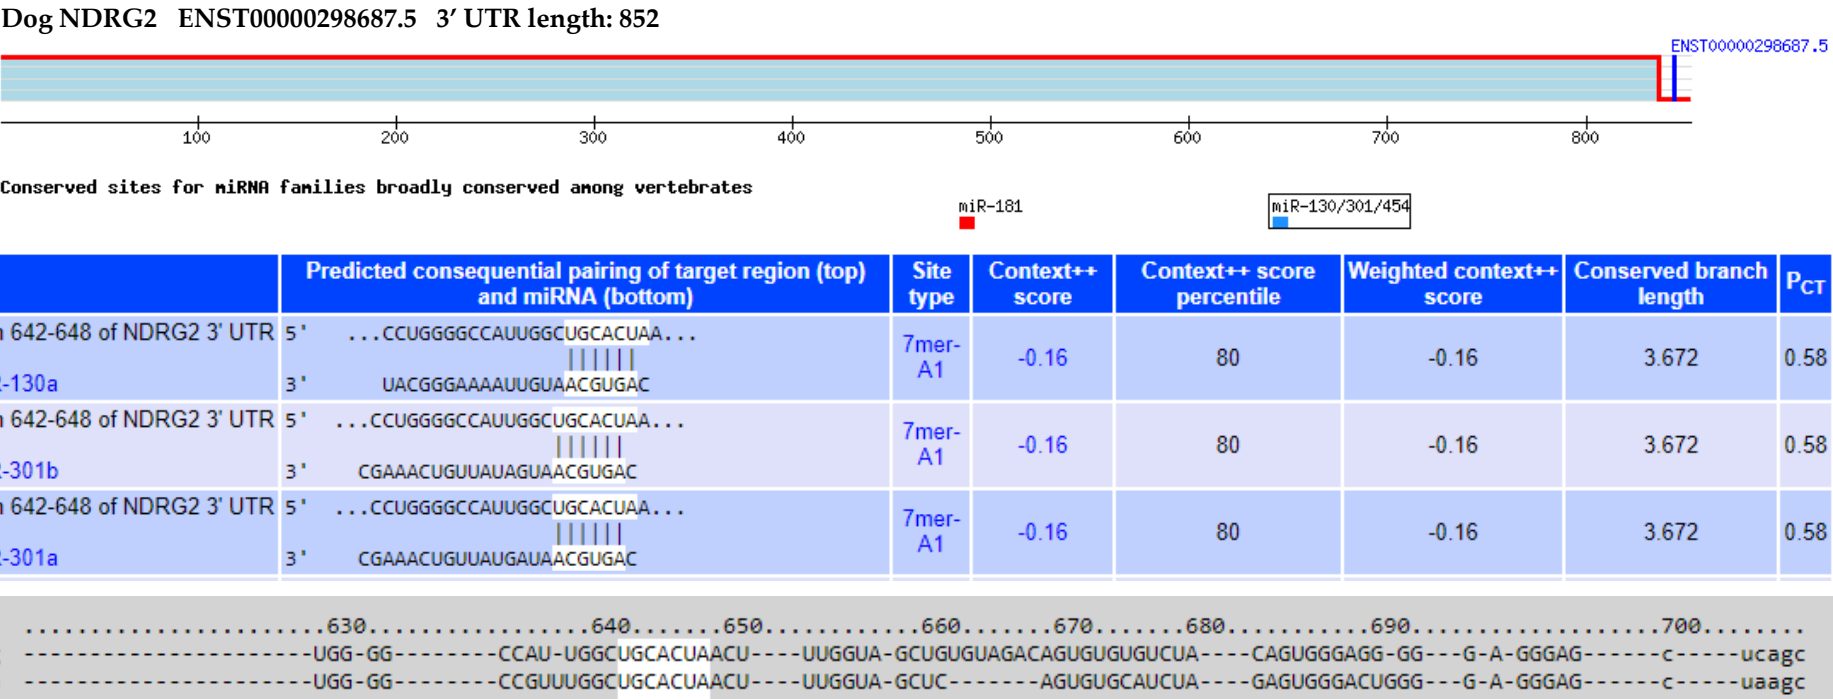 Dog NDRG2 ENST00000298687.5 3’ UTR length: 852
ENST00000298687.5
100 200 300 400 500 600 700 800
Conserved sites for miRNA families broadly conserved among vertebrates
miR-181 miR-130/301/454
Predicted consequential pairing of target region (top) and miRNA (bottom) Site type Context++ score Context++ score percentile Weighted context++ score Conserved branch length PCT
642-648 of NDRG2 3' UTR 5' ...CCUGGGGCCAUUGGCUGCACUAA... 7mer-A1 -0.16 80 -0.16 3.672 0.58
||||||
-130a 3' UACGGGAAAAUUGUAACGUGAC
642-648 of NDRG2 3' UTR 5' ...CCUGGGGCCAUUGGCUGCACUAA... 7mer-A1 -0.16 80 -0.16 3.672 0.58
||||||
-301b 3' CGAAACUGUUAUAGUAACGUGAC
642-648 of NDRG2 3' UTR 5' ...CCUGGGGCCAUUGGCUGCACUAA... 7mer-A1 -0.16 80 -0.16 3.672 0.58
||||||
-301a 3' CGAAACUGUUAUGAUAACGUGAC
.......................630.................640.......650............660.......670.......680...........690...................700........
----------------------UGG-GG--------CCAU-UGGCUGCACUAACU----UUGGUA-GCUGUGUAGACAGUGUGUGUCUA----CAGUGGGAGG-GG---G-A-GGGAG------c-----ucagc
----------------------UGG-GG--------CCGUUUGGCUGCACUAACU----UUGGUA-GCUC-------AGUGUGCAUCUA----GAGUGGGACUGGG---G-A-GGGAG------c-----uaagc